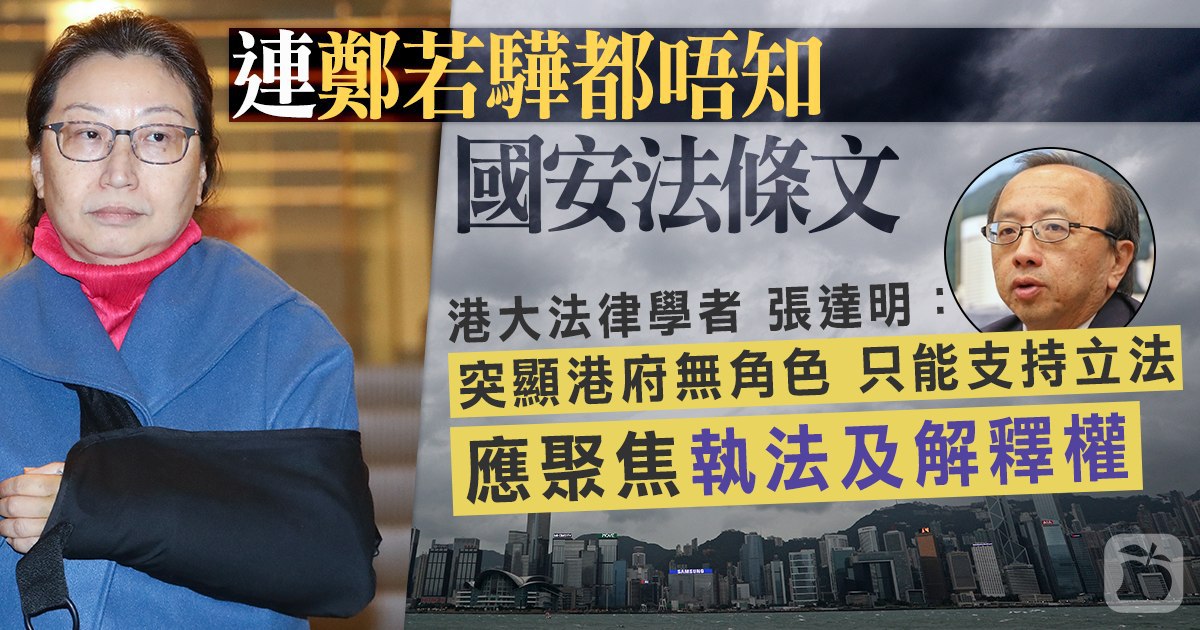 連鄭若驊都唔知
國安法條文
港大法律學者 張達明：
突顯港府無角色 只能支持立法
應聚焦執法及解釋權
SAMSUNG